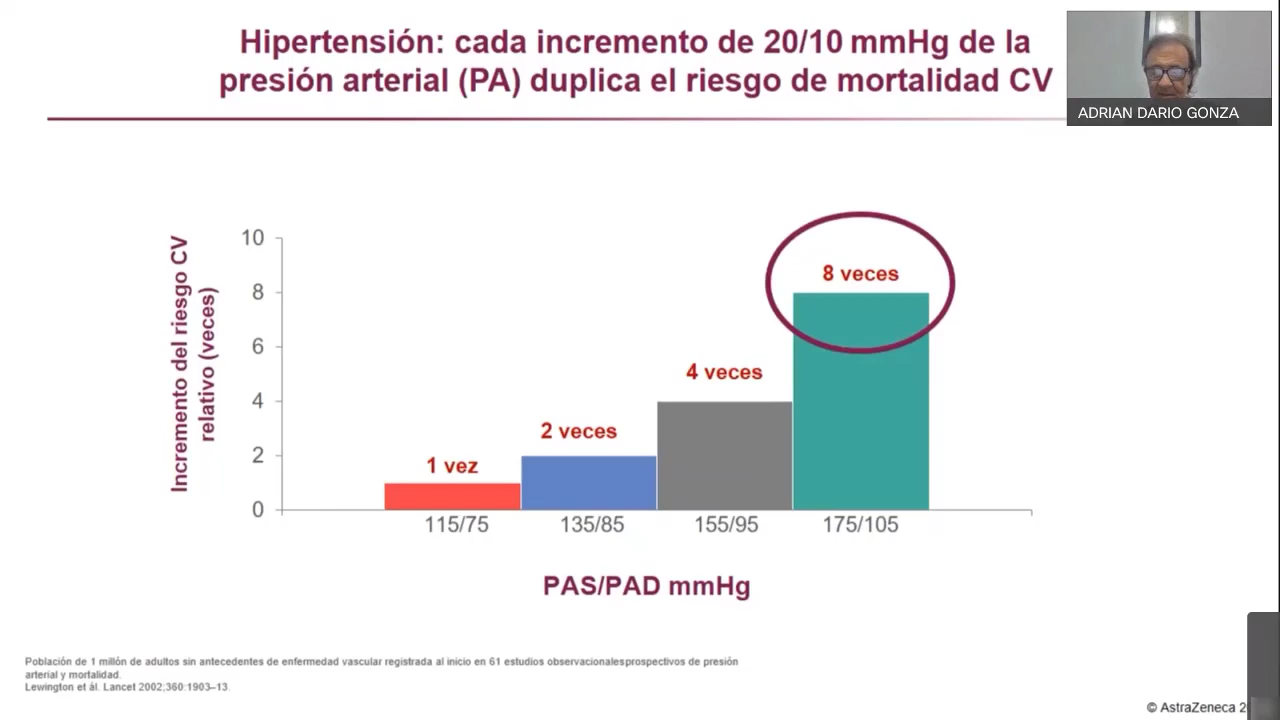 Hipertensión: cada incremento de 20/10 mmHg de la
presión arterial (PA) duplica el riesgo de mortalidad CV
ADRIAN DARIO GONZA
Incremento del riesgo CV
relativo (veces)
10
8
6
4
2
0
1 vez
2 veces
4 veces
8 veces
115/75
135/85
155/95
175/105
PAS/PAD mmHg
Población de 1 millón de adultos sin antecedentes de enfermedad vascular registrada al inicio en 61 estudios observacionalesprospectivos de presión
arterial y mortalidad.
Lewington et ál. Lancet 2002;360:1903–13.
© AstraZeneca